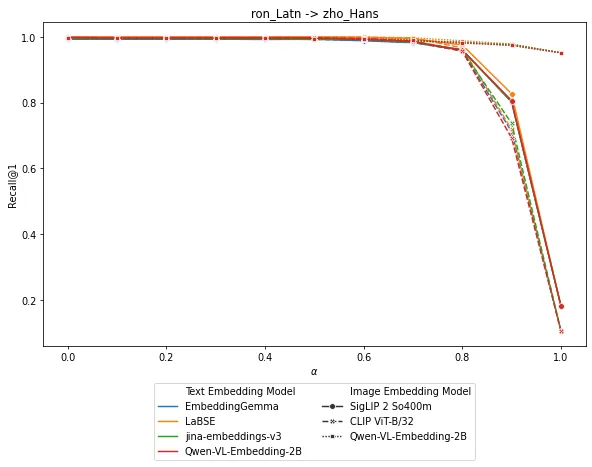 ron_Latn -> zho_Hans
Recall@1
1.0
0.8
0.6
0.4
0.2
0.0 0.2 0.4 0.6 0.8 1.0
α
Text Embedding Model Image Embedding Model
EmbeddingGemma SigLIP 2 So400m
LaBSE CLIP ViT-B/32
jina-embeddings-v3 Qwen-VL-Embedding-2B
Qwen-VL-Embedding-2B